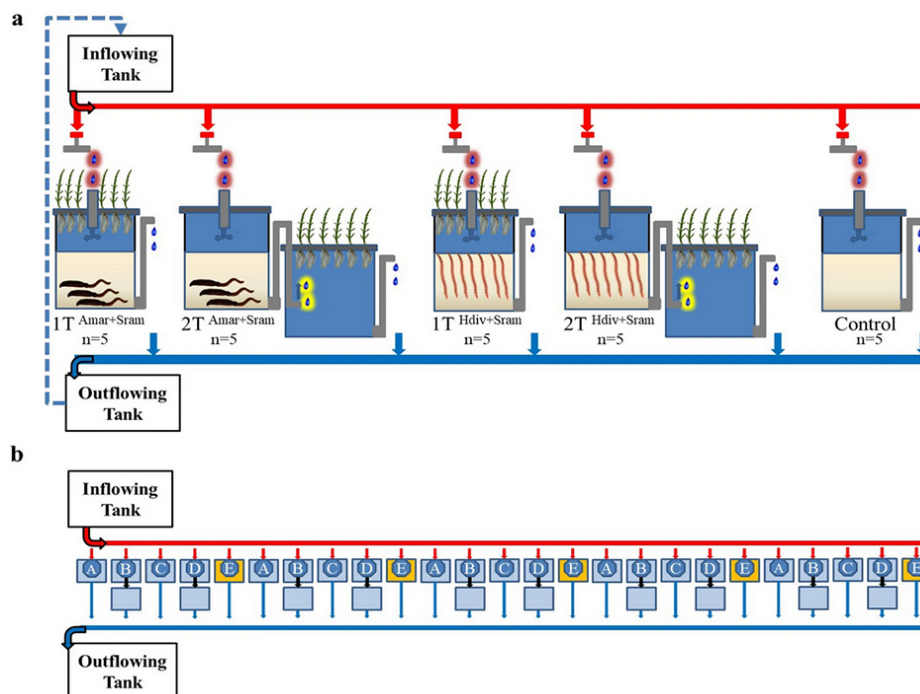 a
Inflowing
Tank
1T Amar+Sram
n=5
2T Amar+Sram
n=5
1T Hdiv+Sram
n=5
2T Hdiv+Sram
n=5
Control
n=5
Outflowing
Tank
b
Inflowing
Tank
A B C D E A B C D E A B C D E A B C D E A B C D E
Outflowing
Tank